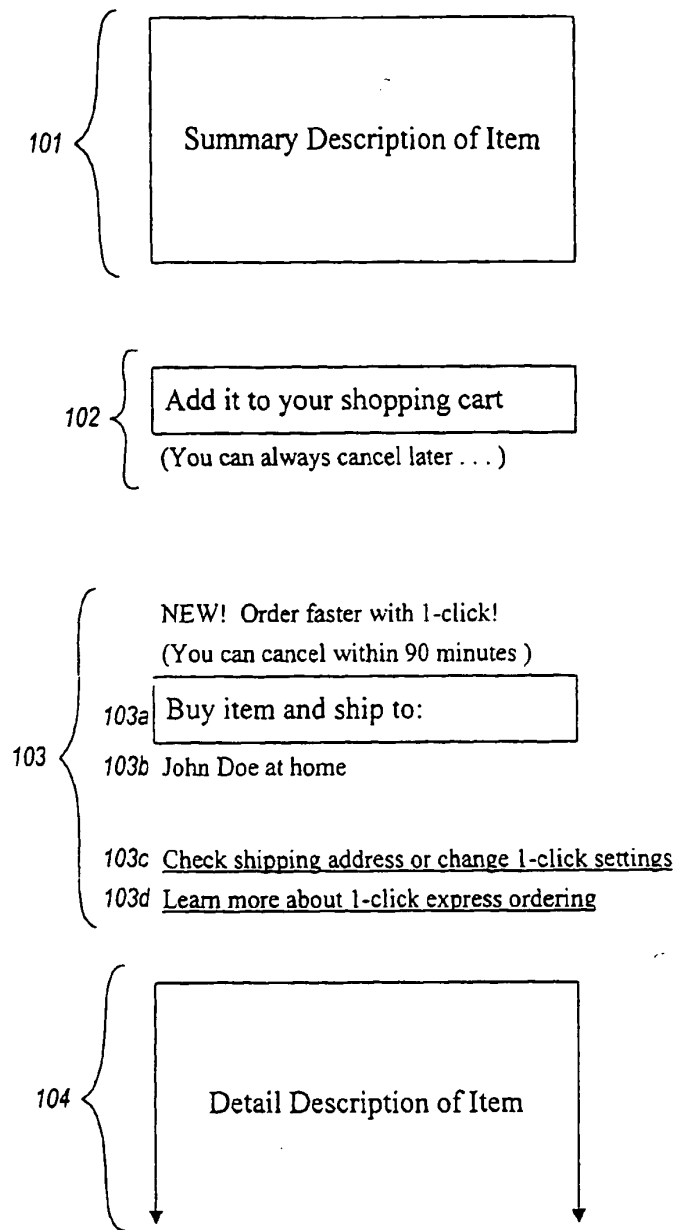 101
Summary Description of Item
102
Add it to your shopping cart
(You can always cancel later . . . )
103
NEW! Order faster with 1-click!
(You can cancel within 90 minutes )
103a Buy item and ship to:
103b John Doe at home
103c Check shipping address or change 1-click settings
103d Learn more about 1-click express ordering
104
Detail Description of Item